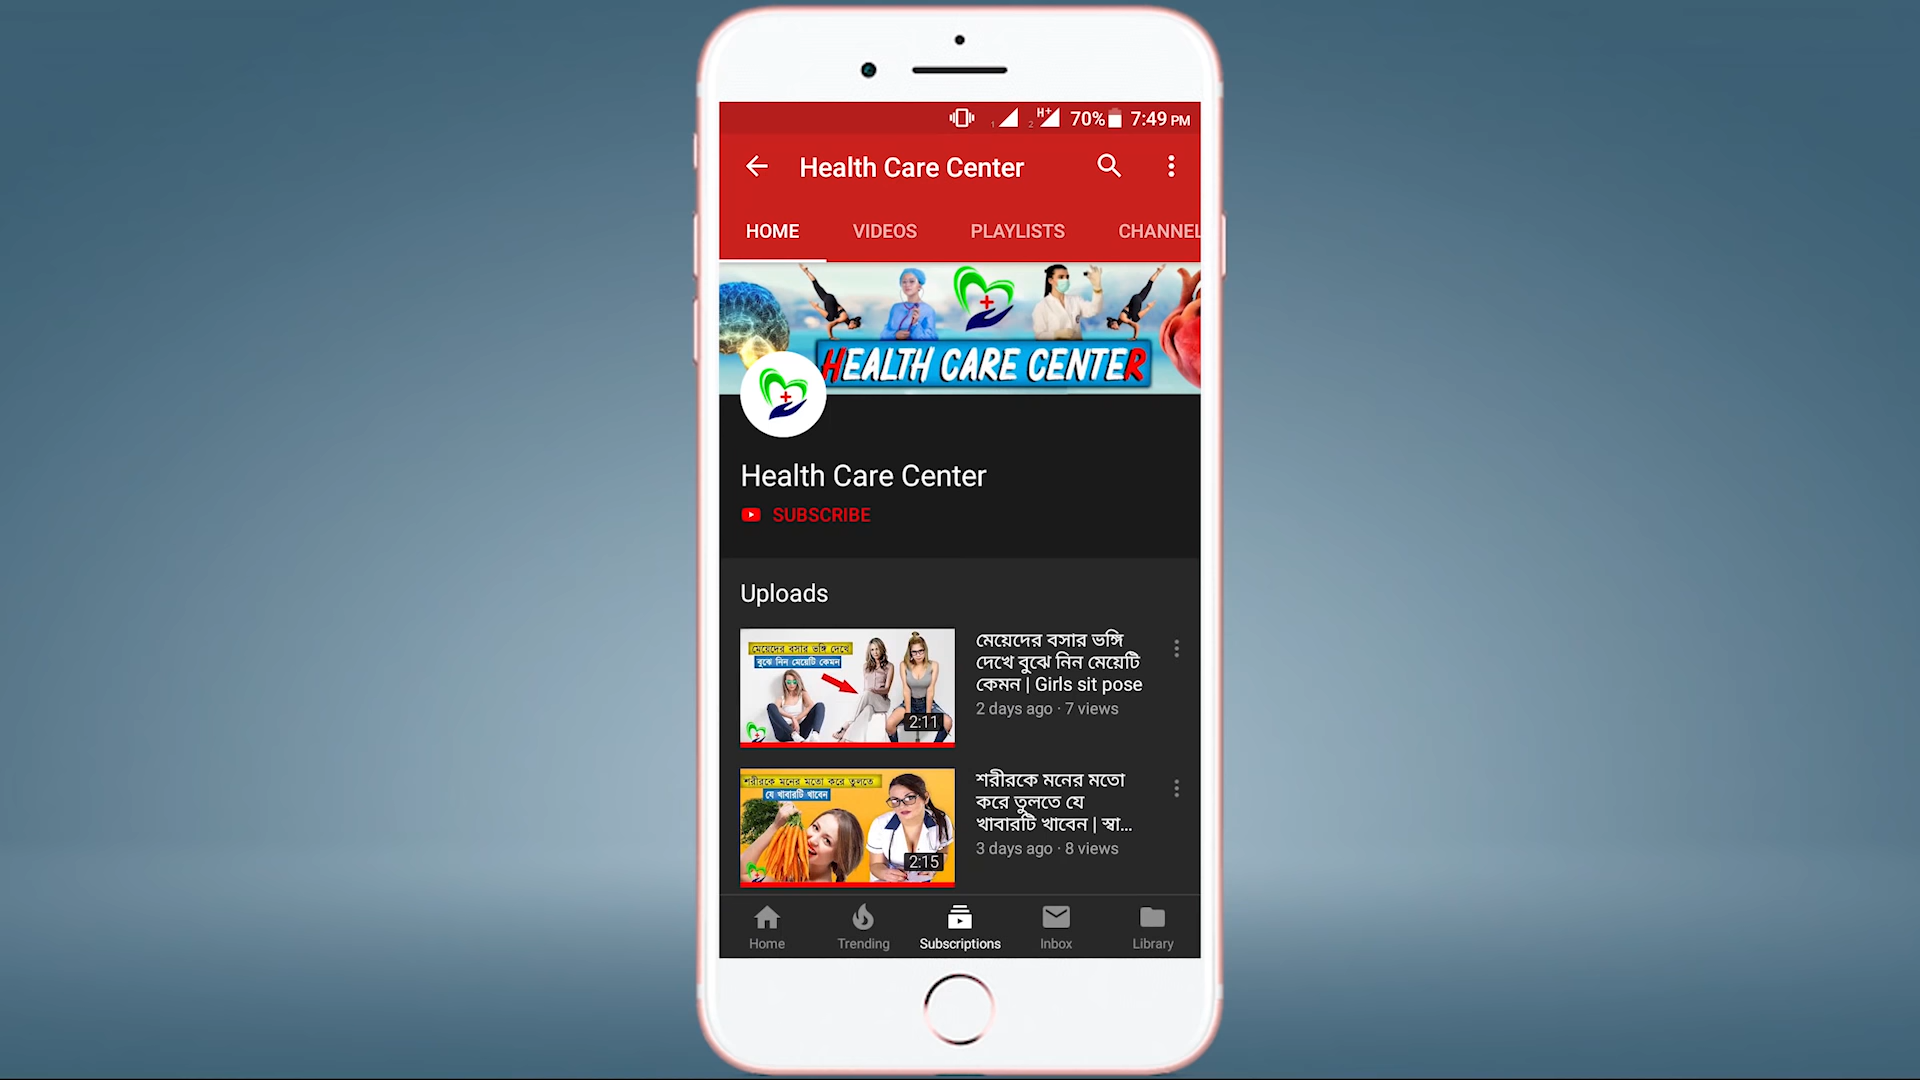 1 2 H+ 70% 7:49 PM
Health Care Center
HOME VIDEOS PLAYLISTS CHANNEL
HEALTH CARE CENTER
Health Care Center
SUBSCRIBE
Uploads
মেয়েদের বসার ভঙ্গি দেখে
বুঝে নিন মেয়েটি কেমন
2:11
মেয়েদের বসার ভঙ্গি
দেখে বুঝে নিন মেয়েটি
কেমন | Girls sit pose
2 days ago · 7 views
শরীরকে মনের মতো করে তুলতে
যে খাবারটি খাবেন
2:15
শরীরকে মনের মতো
করে তুলতে যে
খাবারটি খাবেন | স্বা...
3 days ago · 8 views
Home Trending Subscriptions Inbox Library